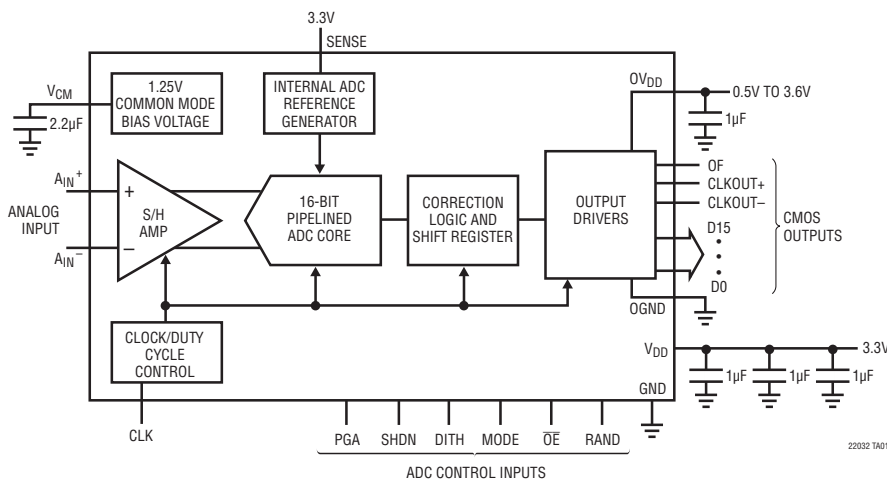 3.3V
SENSE
VCM
2.2µF
1.25V
COMMON MODE
BIAS VOLTAGE
INTERNAL ADC
REFERENCE
GENERATOR
OVDD
0.5V TO 3.6V
1µF
AIN+
ANALOG
INPUT
AIN–
+
–
S/H
AMP
16-BIT
PIPELINED
ADC CORE
CORRECTION
LOGIC AND
SHIFT REGISTER
OUTPUT
DRIVERS
OF
CLKOUT+
CLKOUT–
D15
•
•
•
D0
CMOS
OUTPUTS
OGND
CLOCK/DUTY
CYCLE
CONTROL
VDD
3.3V
1µF
1µF
1µF
GND
CLK
PGA
SHDN
DITH
MODE
OE
RAND
ADC CONTROL INPUTS
22032 TA01